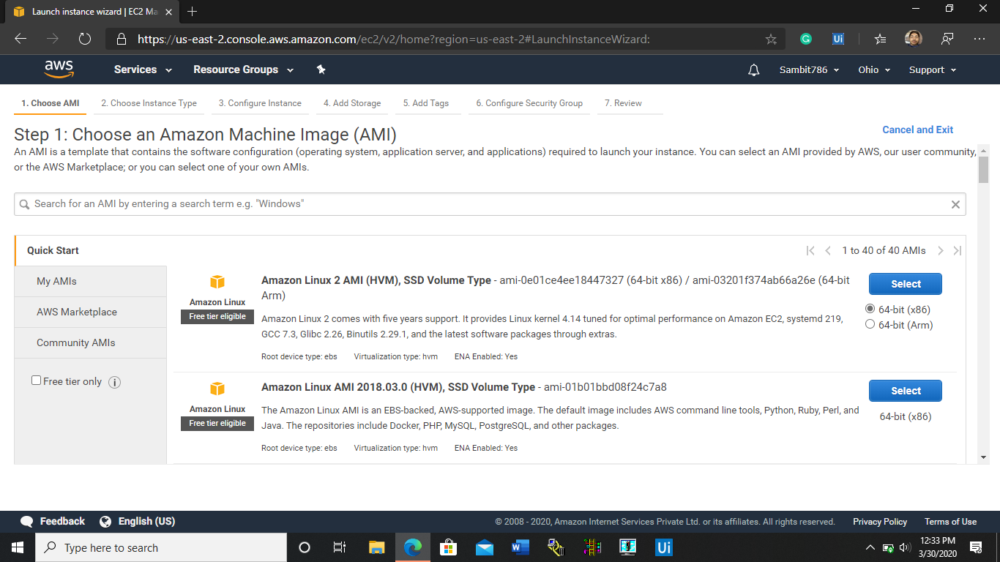 Launch instance wizard | EC2 Ma
https://us-east-2.console.aws.amazon.com/ec2/v2/home?region=us-east-2#LaunchInstanceWizard:
G
Ui
aws
Services
Resource Groups
Sambit786
Ohio
Support
1. Choose AMI
2. Choose Instance Type
3. Configure Instance
4. Add Storage
5. Add Tags
6. Configure Security Group
7. Review
Step 1: Choose an Amazon Machine Image (AMI)
Cancel and Exit
An AMI is a template that contains the software configuration (operating system, application server, and applications) required to launch your instance. You can select an AMI provided by AWS, our user community,
or the AWS Marketplace; or you can select one of your own AMIs.
Search for an AMI by entering a search term e.g. "Windows"
Quick Start
1 to 40 of 40 AMIs
My AMIs
AWS Marketplace
Community AMIs
Free tier only
i
Amazon Linux
Free tier eligible
Amazon Linux 2 AMI (HVM), SSD Volume Type - ami-0e01ce4ee18447327 (64-bit x86) / ami-03201f374ab66a26e (64-bit
Arm)
Amazon Linux 2 comes with five years support. It provides Linux kernel 4.14 tuned for optimal performance on Amazon EC2, systemd 219,
GCC 7.3, Glibc 2.26, Binutils 2.29.1, and the latest software packages through extras.
Root device type: ebs
Virtualization type: hvm
ENA Enabled: Yes
Select
64-bit (x86)
64-bit (Arm)
Amazon Linux
Free tier eligible
Amazon Linux AMI 2018.03.0 (HVM), SSD Volume Type - ami-01b01bbd08f24c7a8
The Amazon Linux AMI is an EBS-backed, AWS-supported image. The default image includes AWS command line tools, Python, Ruby, Perl, and
Java. The repositories include Docker, PHP, MySQL, PostgreSQL, and other packages.
Root device type: ebs
Virtualization type: hvm
ENA Enabled: Yes
Select
64-bit (x86)
Feedback
English (US)
© 2008 - 2020, Amazon Internet Services Private Ltd. or its affiliates. All rights reserved.
Privacy Policy
Terms of Use
Type here to search
W
Ui
12:33 PM
3/30/2020